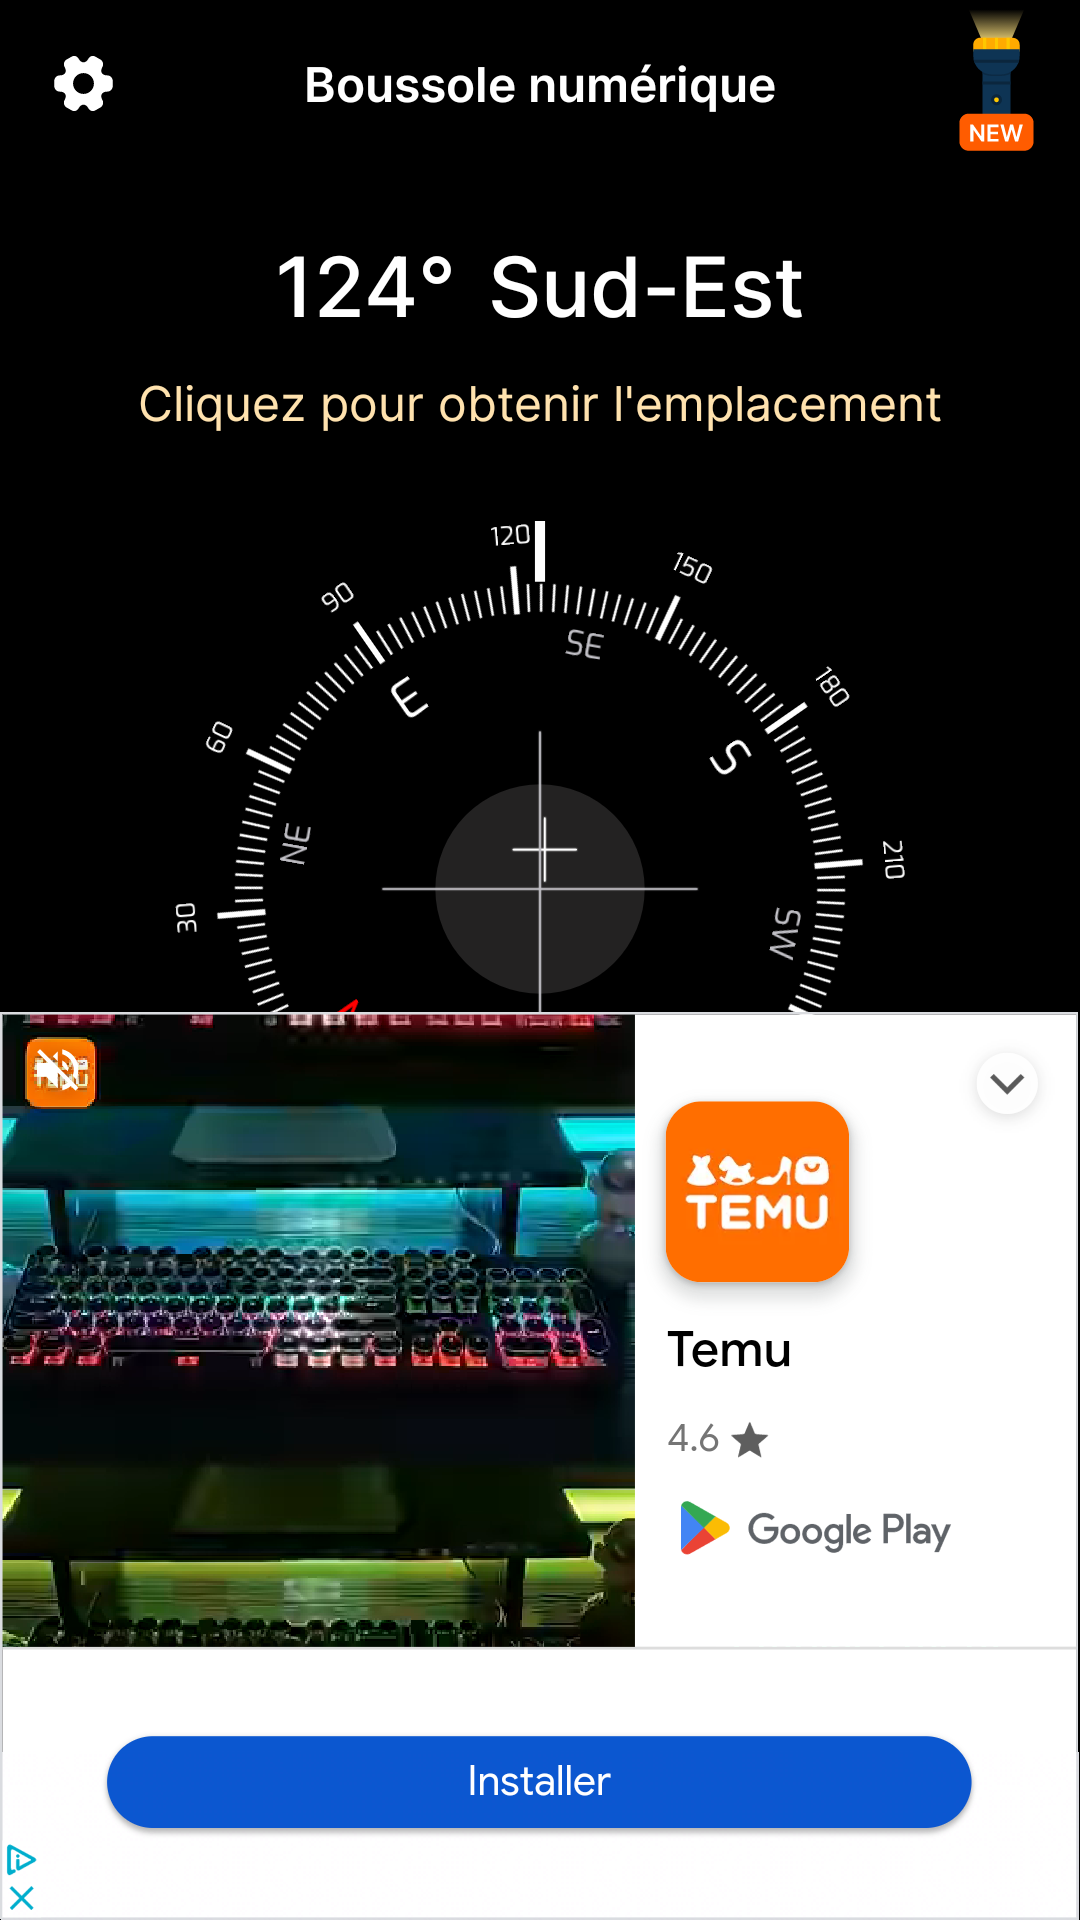 Boussole numérique
NEW
124° Sud-Est
Cliquez pour obtenir l'emplacement
120
150
90
SE
180
E
60
S
NE
210
30
SW
TEMU
Temu
4.6
Google Play
Installer